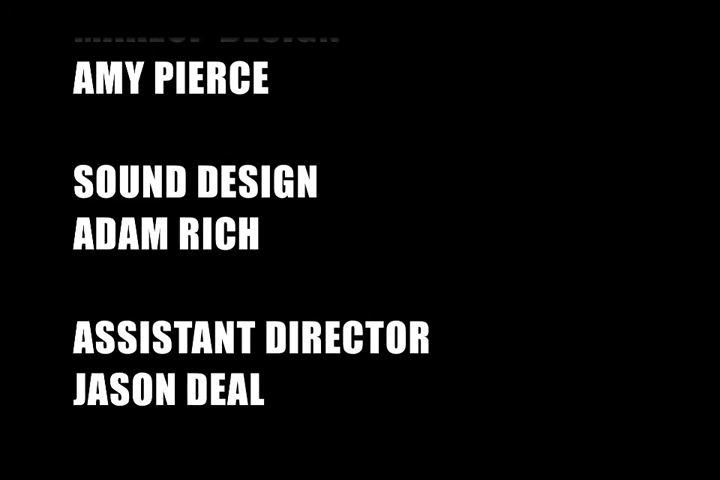 AMY PIERCE
SOUND DESIGN
ADAM RICH
ASSISTANT DIRECTOR
JASON DEAL